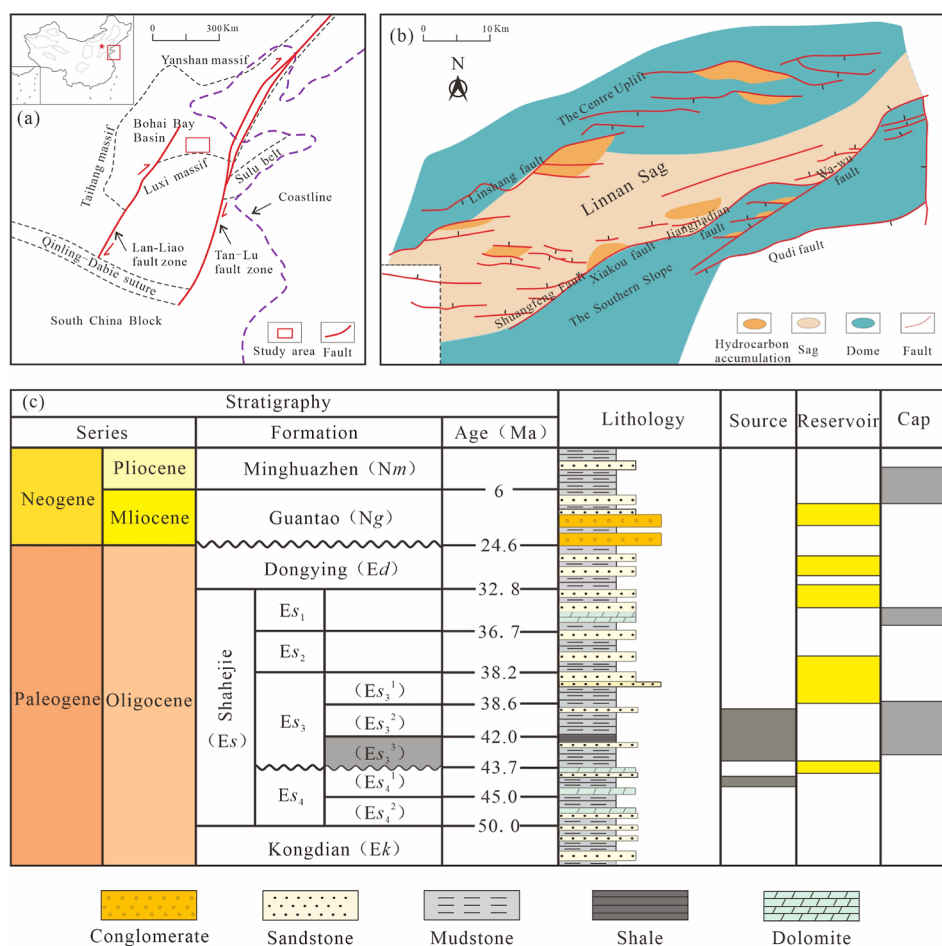 (a)
0 300Km
Yanshan massif
Bohai Bay
Basin
Taihang massif
Luxi massif
Sulu belt
Coastline
Lan-Liao
fault zone
Tan-Lu
fault zone
Qinling Dabie suture
South China Block
Study area
Fault
(b)
0 10 Km
N
The Centre Uplift
Linshang fault
Linnan Sag
Wa-wu
fault
Jiangjiadian
fault
Xiakou fault
Shuangfeng Fault
The Southern Slope
Qudi fault
Hydrocarbon
accumulation
Sag
Dome
Fault
(c)
Stratigraphy
Lithology
Source
Reservoir
Cap
Series
Formation
Age (Ma)
Neogene
Pliocene
Minghuazhen (Nm)
6
Mliocene
Guantao (Ng)
24.6
Paleogene
Oligocene
Dongying (Ed)
32.8
Shahejie
(Es)
Es₁
36.7
Es₂
38.2
Es₃
(Es₃¹)
38.6
(Es₃²)
42.0
(Es₃³)
43.7
Es₄
(Es₄¹)
45.0
(Es₄²)
50.0
Kongdian (Ek)
Conglomerate
Sandstone
Mudstone
Shale
Dolomite